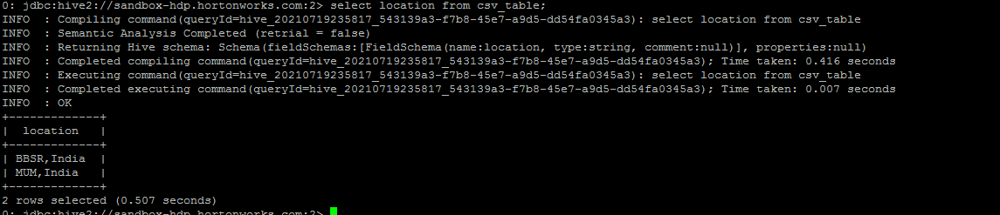 0: jdbc:hive2://sandbox-hdp.hortonworks.com:2> select location from csv_table;
INFO  : Compiling command(queryId=hive_20210719235817_543139a3-f7b8-45e7-a9d5-dd54fa0345a3): select location from csv_table
INFO  : Semantic Analysis Completed (retrial = false)
INFO  : Returning Hive schema: Schema(fieldSchemas:[FieldSchema(name:location, type:string, comment:null)], properties:null)
INFO  : Completed compiling command(queryId=hive_20210719235817_543139a3-f7b8-45e7-a9d5-dd54fa0345a3); Time taken: 0.416 seconds
INFO  : Executing command(queryId=hive_20210719235817_543139a3-f7b8-45e7-a9d5-dd54fa0345a3): select location from csv_table
INFO  : Completed executing command(queryId=hive_20210719235817_543139a3-f7b8-45e7-a9d5-dd54fa0345a3); Time taken: 0.007 seconds
INFO  : OK
+-------------+
|  location   |
+-------------+
| BBSR,India  |
| MUM,India   |
+-------------+
2 rows selected (0.507 seconds)
0: jdbc:hive2://sandbox-hdp.hortonworks.com:2>